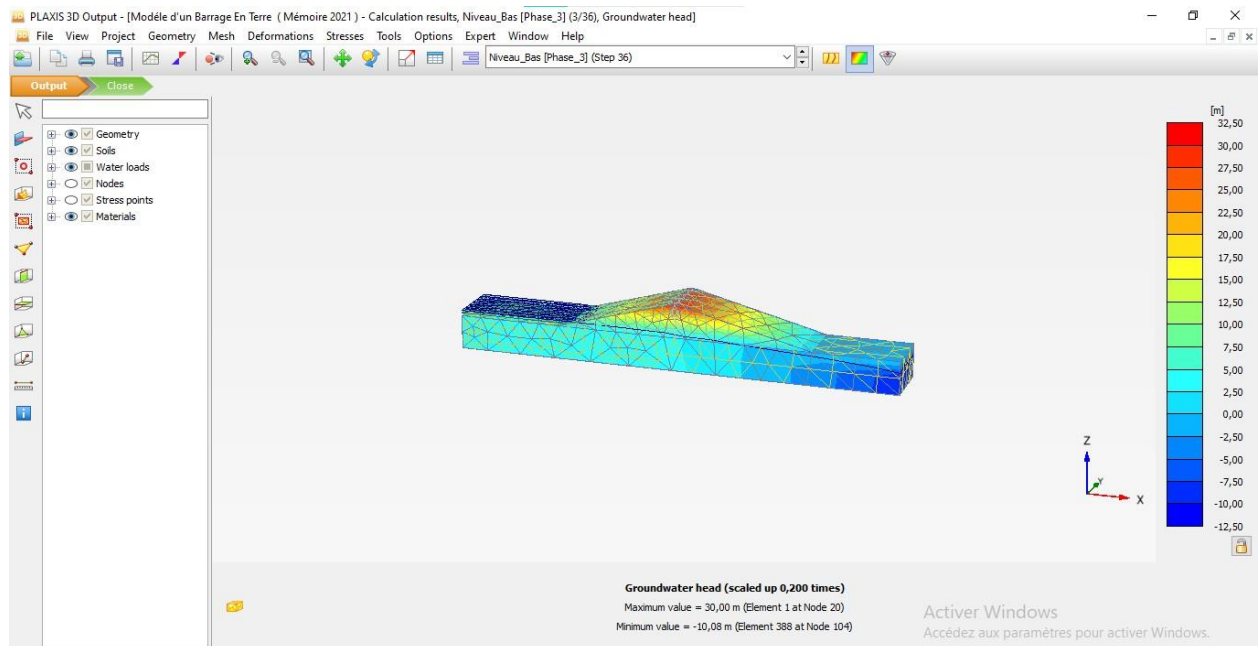 PLAXIS 3D Output - [Modéle d'un Barrage En Terre ( Mémoire 2021 ) - Calculation results, Niveau_Bas [Phase_3] (3/36), Groundwater head]
File View Project Geometry Mesh Deformations Stresses Tools Options Expert Window Help
Niveau_Bas [Phase_3] (Step 36)
Output Close
Geometry
Soils
Water loads
Nodes
Stress points
Materials
[m]
32,50
30,00
27,50
25,00
22,50
20,00
17,50
15,00
12,50
10,00
7,50
5,00
2,50
0,00
-2,50
-5,00
-7,50
-10,00
-12,50
Z
Y
X
Groundwater head (scaled up 0,200 times)
Maximum value = 30,00 m (Element 1 at Node 20)
Minimum value = -10,08 m (Element 388 at Node 104)
Activer Windows
Accédez aux paramètres pour activer Windows.